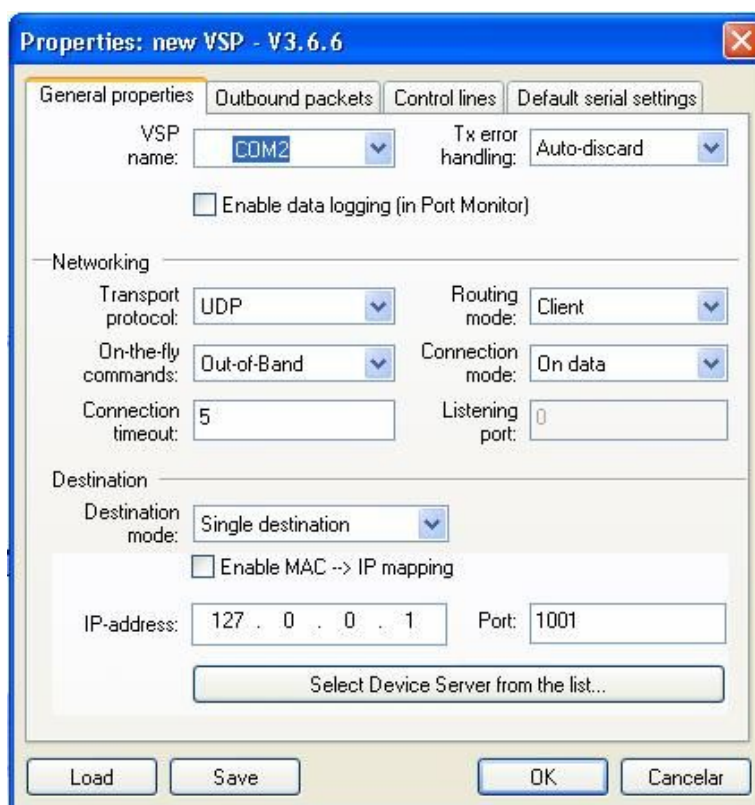 Properties: new VSP - V3.6.6
General properties
Outbound packets
Control lines
Default serial settings
VSP name:
COM2
Tx error handling:
Auto-discard
Enable data logging (in Port Monitor)
Networking
Transport protocol:
UDP
Routing mode:
Client
On-the-fly commands:
Out-of-Band
Connection mode:
On data
Connection timeout:
5
Listening port:
0
Destination
Destination mode:
Single destination
Enable MAC --> IP mapping
IP-address:
127 . 0 . 0 . 1
Port:
1001
Select Device Server from the list...
Load
Save
OK
Cancelar